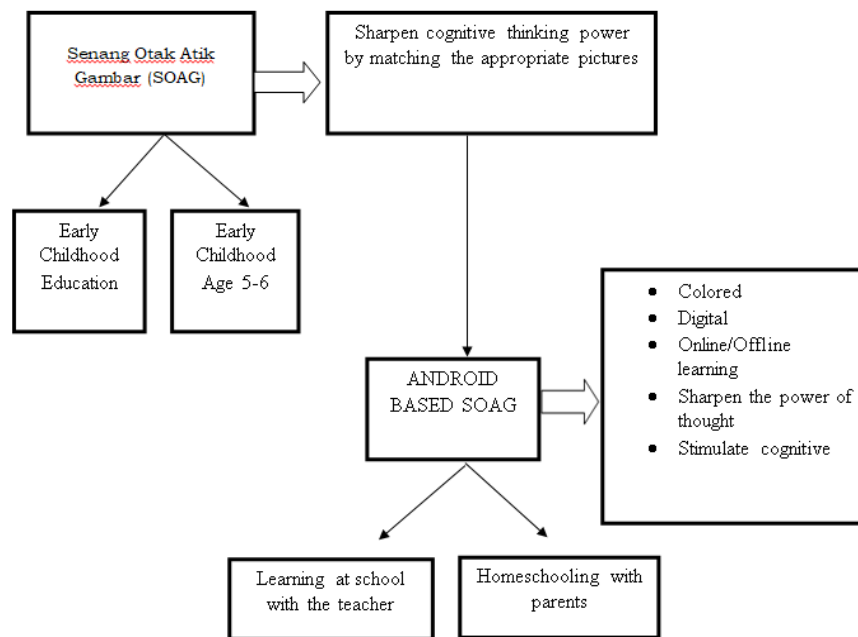 Senang Otak Atik
Gambar (SOAG)
Sharpen cognitive thinking power
by matching the appropriate pictures
Early
Childhood
Education
Early
Childhood
Age 5-6
• Colored
• Digital
• Online/Offline
learning
• Sharpen the power of
thought
• Stimulate cognitive
ANDROID
BASED SOAG
Learning at school
with the teacher
Homeschooling with
parents